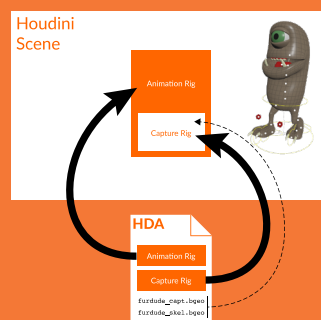 Houdini
Scene
Animation Rig
Capture Rig
HDA
Animation Rig
Capture Rig
furdude_capt.bgeo
furdude_skel.bgeo